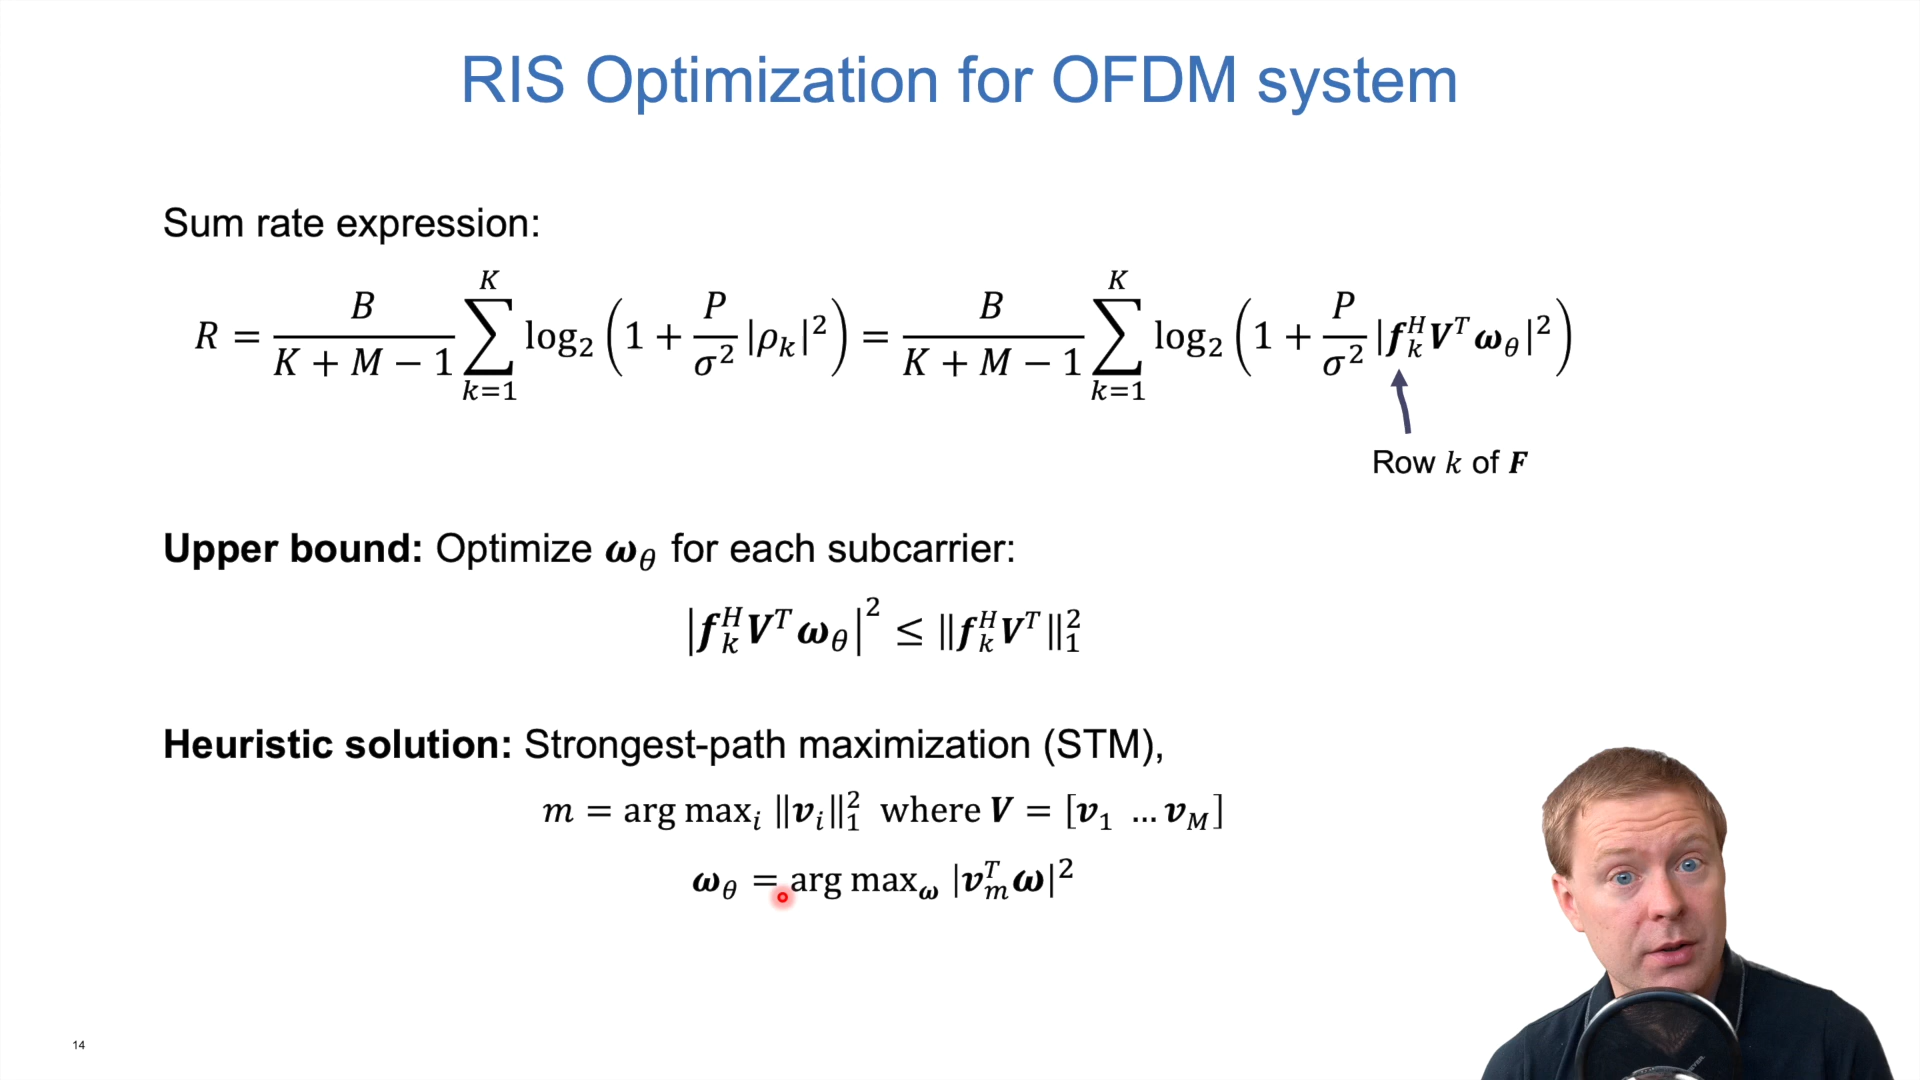 RIS Optimization for OFDM system
Sum rate expression:
R = B / (K + M − 1) ∑_{k=1}^{K} log₂(1 + P/σ² |ρ_k|²) = B / (K + M − 1) ∑_{k=1}^{K} log₂(1 + P/σ² |f_k^H V^T ω_θ|²)
Row k of F
Upper bound: Optimize ω_θ for each subcarrier:
|f_k^H V^T ω_θ|² ≤ ‖f_k^H V^T‖₁²
Heuristic solution: Strongest-path maximization (STM),
m = arg max_i ‖v_i‖₁² where V = [v₁ … v_M]
ω_θ = arg max_ω |v_m^T ω|²
14